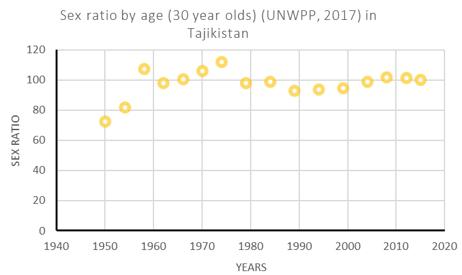 Sex ratio by age (30 year olds) (UNWPP, 2017) in
Tajikistan
120
100
80
60
40
20
0
SEX RATIO
1940 1950 1960 1970 1980 1990 2000 2010 2020
YEARS